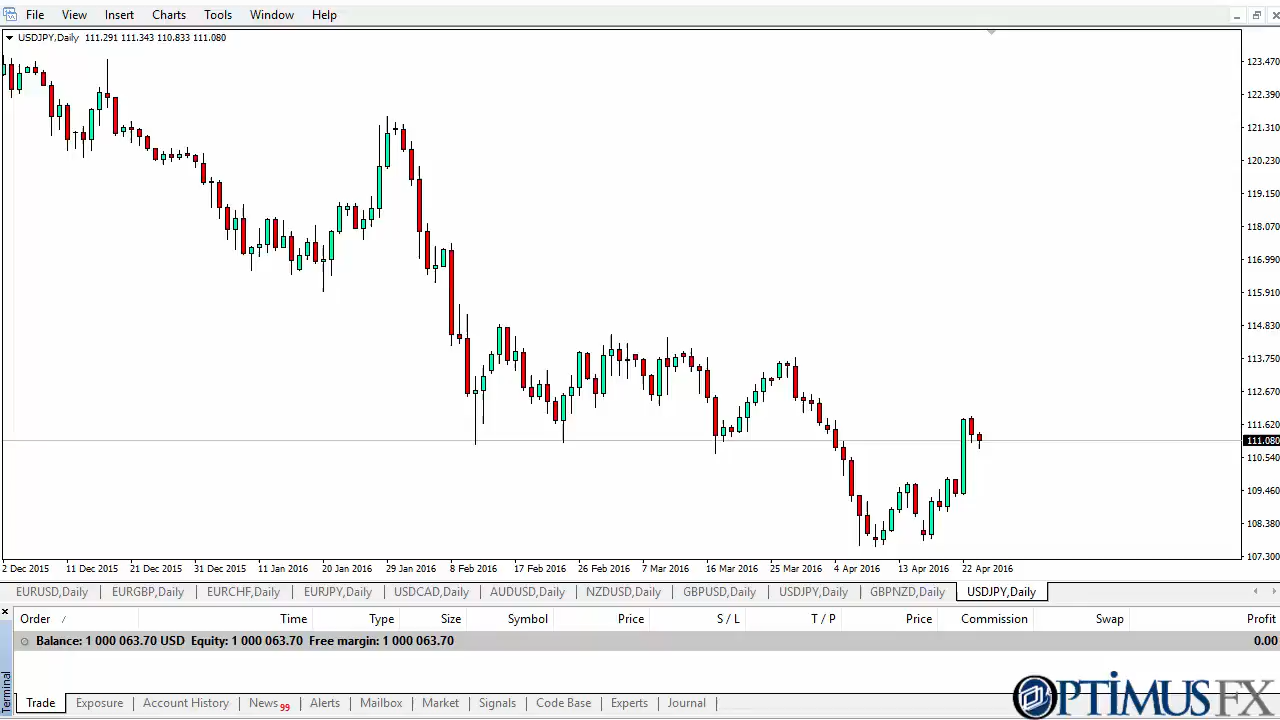 File View Insert Charts Tools Window Help
USDJPY,Daily 111.291 111.343 110.833 111.080
123.470
122.390
121.310
120.230
119.150
118.070
116.990
115.910
114.830
113.750
112.670
111.620
111.080
110.540
109.460
108.380
107.300
2 Dec 2015 11 Dec 2015 21 Dec 2015 31 Dec 2015 11 Jan 2016 20 Jan 2016 29 Jan 2016 8 Feb 2016 17 Feb 2016 26 Feb 2016 7 Mar 2016 16 Mar 2016 25 Mar 2016 4 Apr 2016 13 Apr 2016 22 Apr 2016
EURUSD,Daily EURGBP,Daily EURCHF,Daily EURJPY,Daily USDCAD,Daily AUDUSD,Daily NZDUSD,Daily GBPUSD,Daily USDJPY,Daily GBPNZD,Daily USDJPY,Daily
Order / Time Type Size Symbol Price S / L T / P Price Commission Swap Profit
Balance: 1 000 063.70 USD Equity: 1 000 063.70 Free margin: 1 000 063.70 0.00
Terminal
Trade Exposure Account History News 99 Alerts Mailbox Market Signals Code Base Experts Journal
OPTIMUSFX